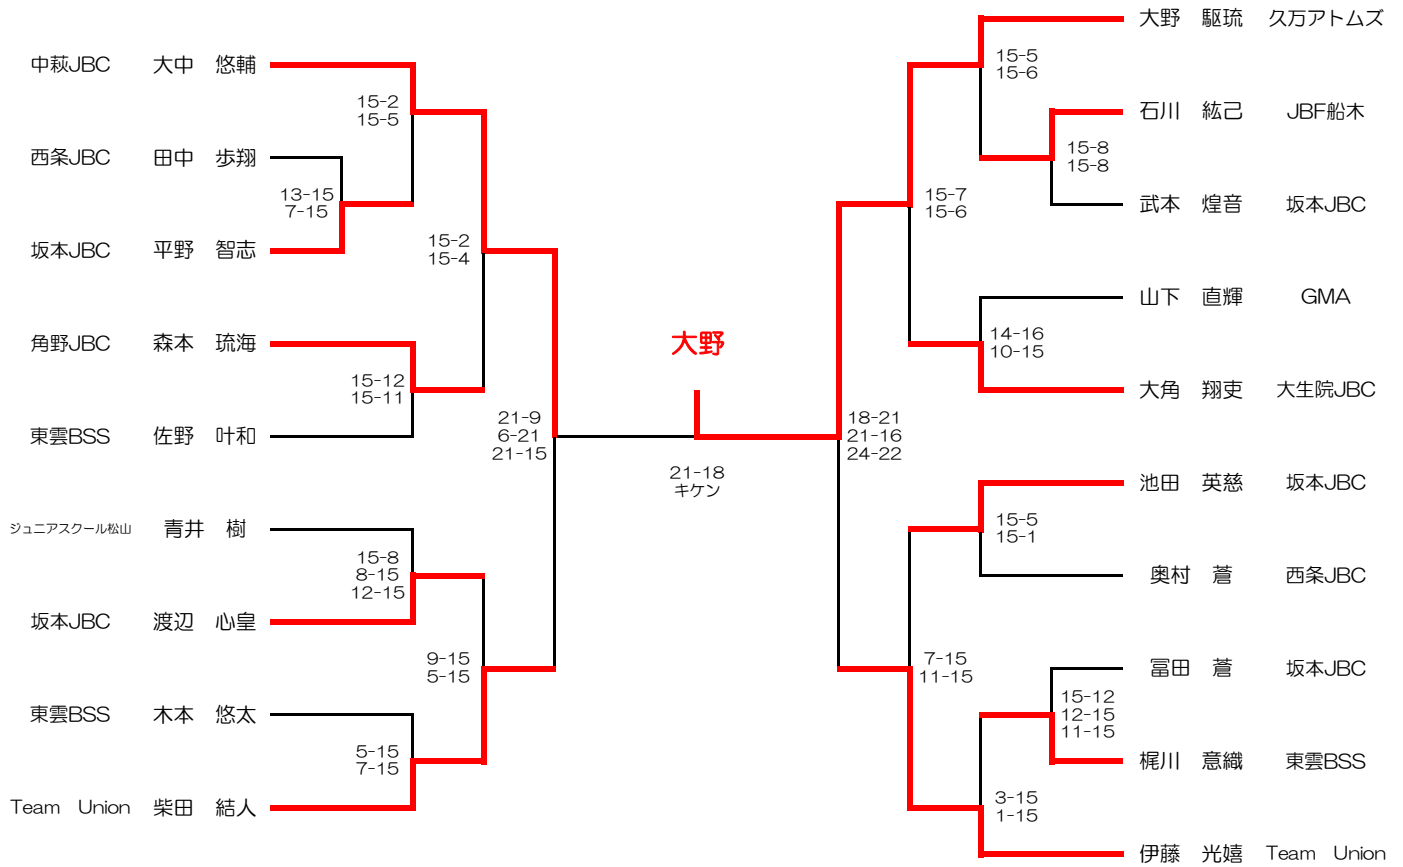 中萩JBC 大中 悠輔
15-2
15-5
西条JBC 田中 歩翔
13-15
7-15
坂本JBC 平野 智志
15-2
15-4
角野JBC 森本 琉海
15-12
15-11
東雲BSS 佐野 叶和
21-9
6-21
21-15
ジュニアスクール松山 青井 樹
15-8
8-15
12-15
坂本JBC 渡辺 心皇
9-15
5-15
東雲BSS 木本 悠太
5-15
7-15
Team Union 柴田 結人
大野
21-18
キケン
大野 駆琉 久万アトムズ
15-5
15-6
石川 絃己 JBF船木
15-8
15-8
武本 煌音 坂本JBC
15-7
15-6
山下 直輝 GMA
14-16
10-15
大角 翔吏 大生院JBC
18-21
21-16
24-22
池田 英慈 坂本JBC
15-5
15-1
奥村 蒼 西条JBC
7-15
11-15
冨田 蒼 坂本JBC
15-12
12-15
11-15
梶川 意織 東雲BSS
3-15
1-15
伊藤 光嬉 Team Union